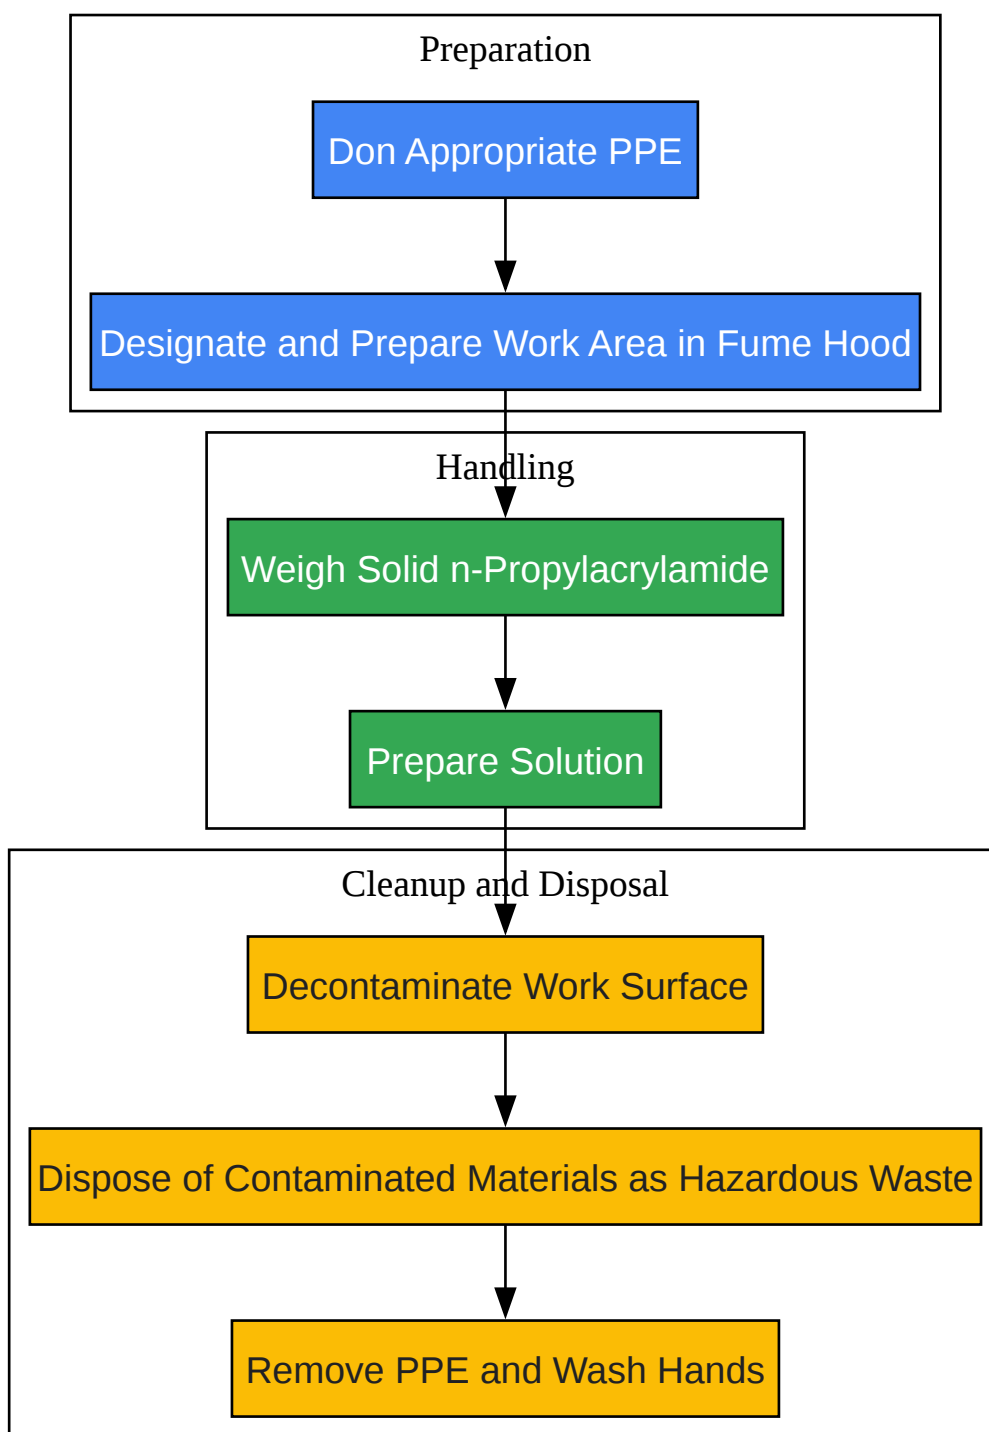 Preparation
Don Appropriate PPE
Designate and Prepare Work Area in Fume Hood
Handling
Weigh Solid n-Propylacrylamide
Prepare Solution
Cleanup and Disposal
Decontaminate Work Surface
Dispose of Contaminated Materials as Hazardous Waste
Remove PPE and Wash Hands